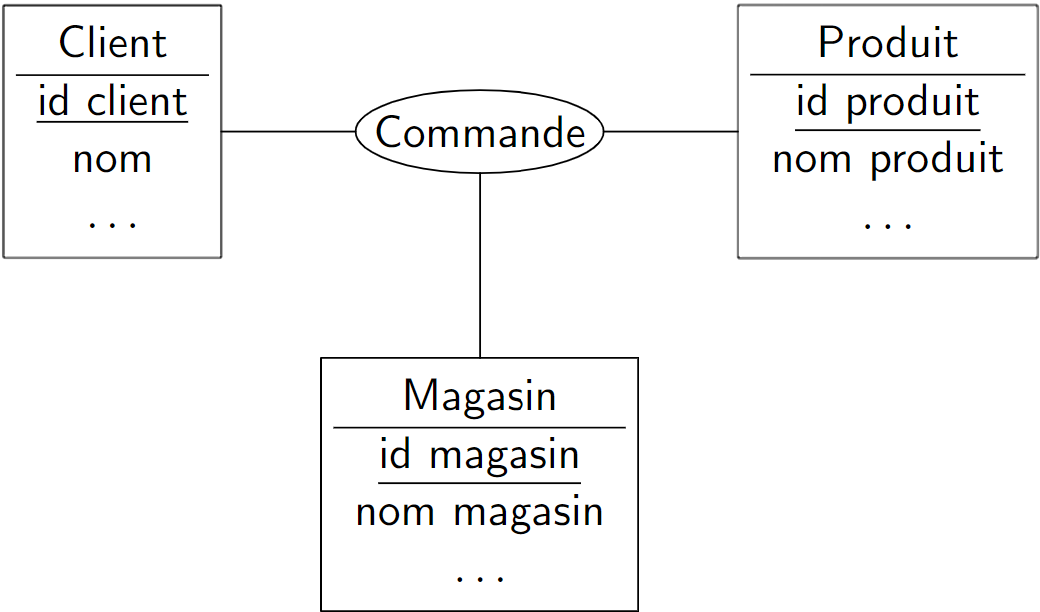 Client
id client
nom
...
Commande
Produit
id produit
nom produit
...
Magasin
id magasin
nom magasin
...